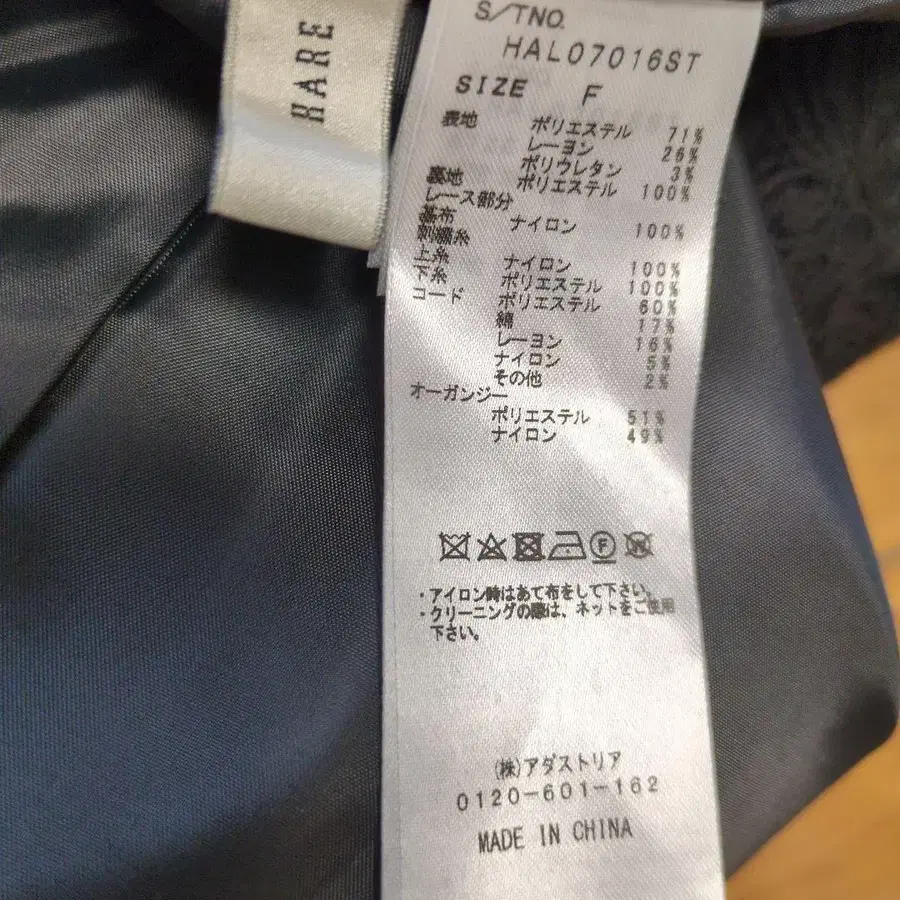 HARE
S/TNO.
HAL07016ST
SIZE F
表地 ポリエステル 71%
レーヨン 26%
ポリウレタン 3%
裏地 ポリエステル 100%
レース部分
基布 ナイロン 100%
刺繍糸
上糸 ナイロン 100%
下糸 ポリエステル 100%
コード ポリエステル 60%
綿 17%
レーヨン 16%
ナイロン 5%
その他 2%
オーガンジー
ポリエステル 51%
ナイロン 49%
F
・アイロン時はあて布をして下さい。
・クリーニングの際は、ネットをご使用
下さい。
(株)アダストリア
0120-601-162
MADE IN CHINA